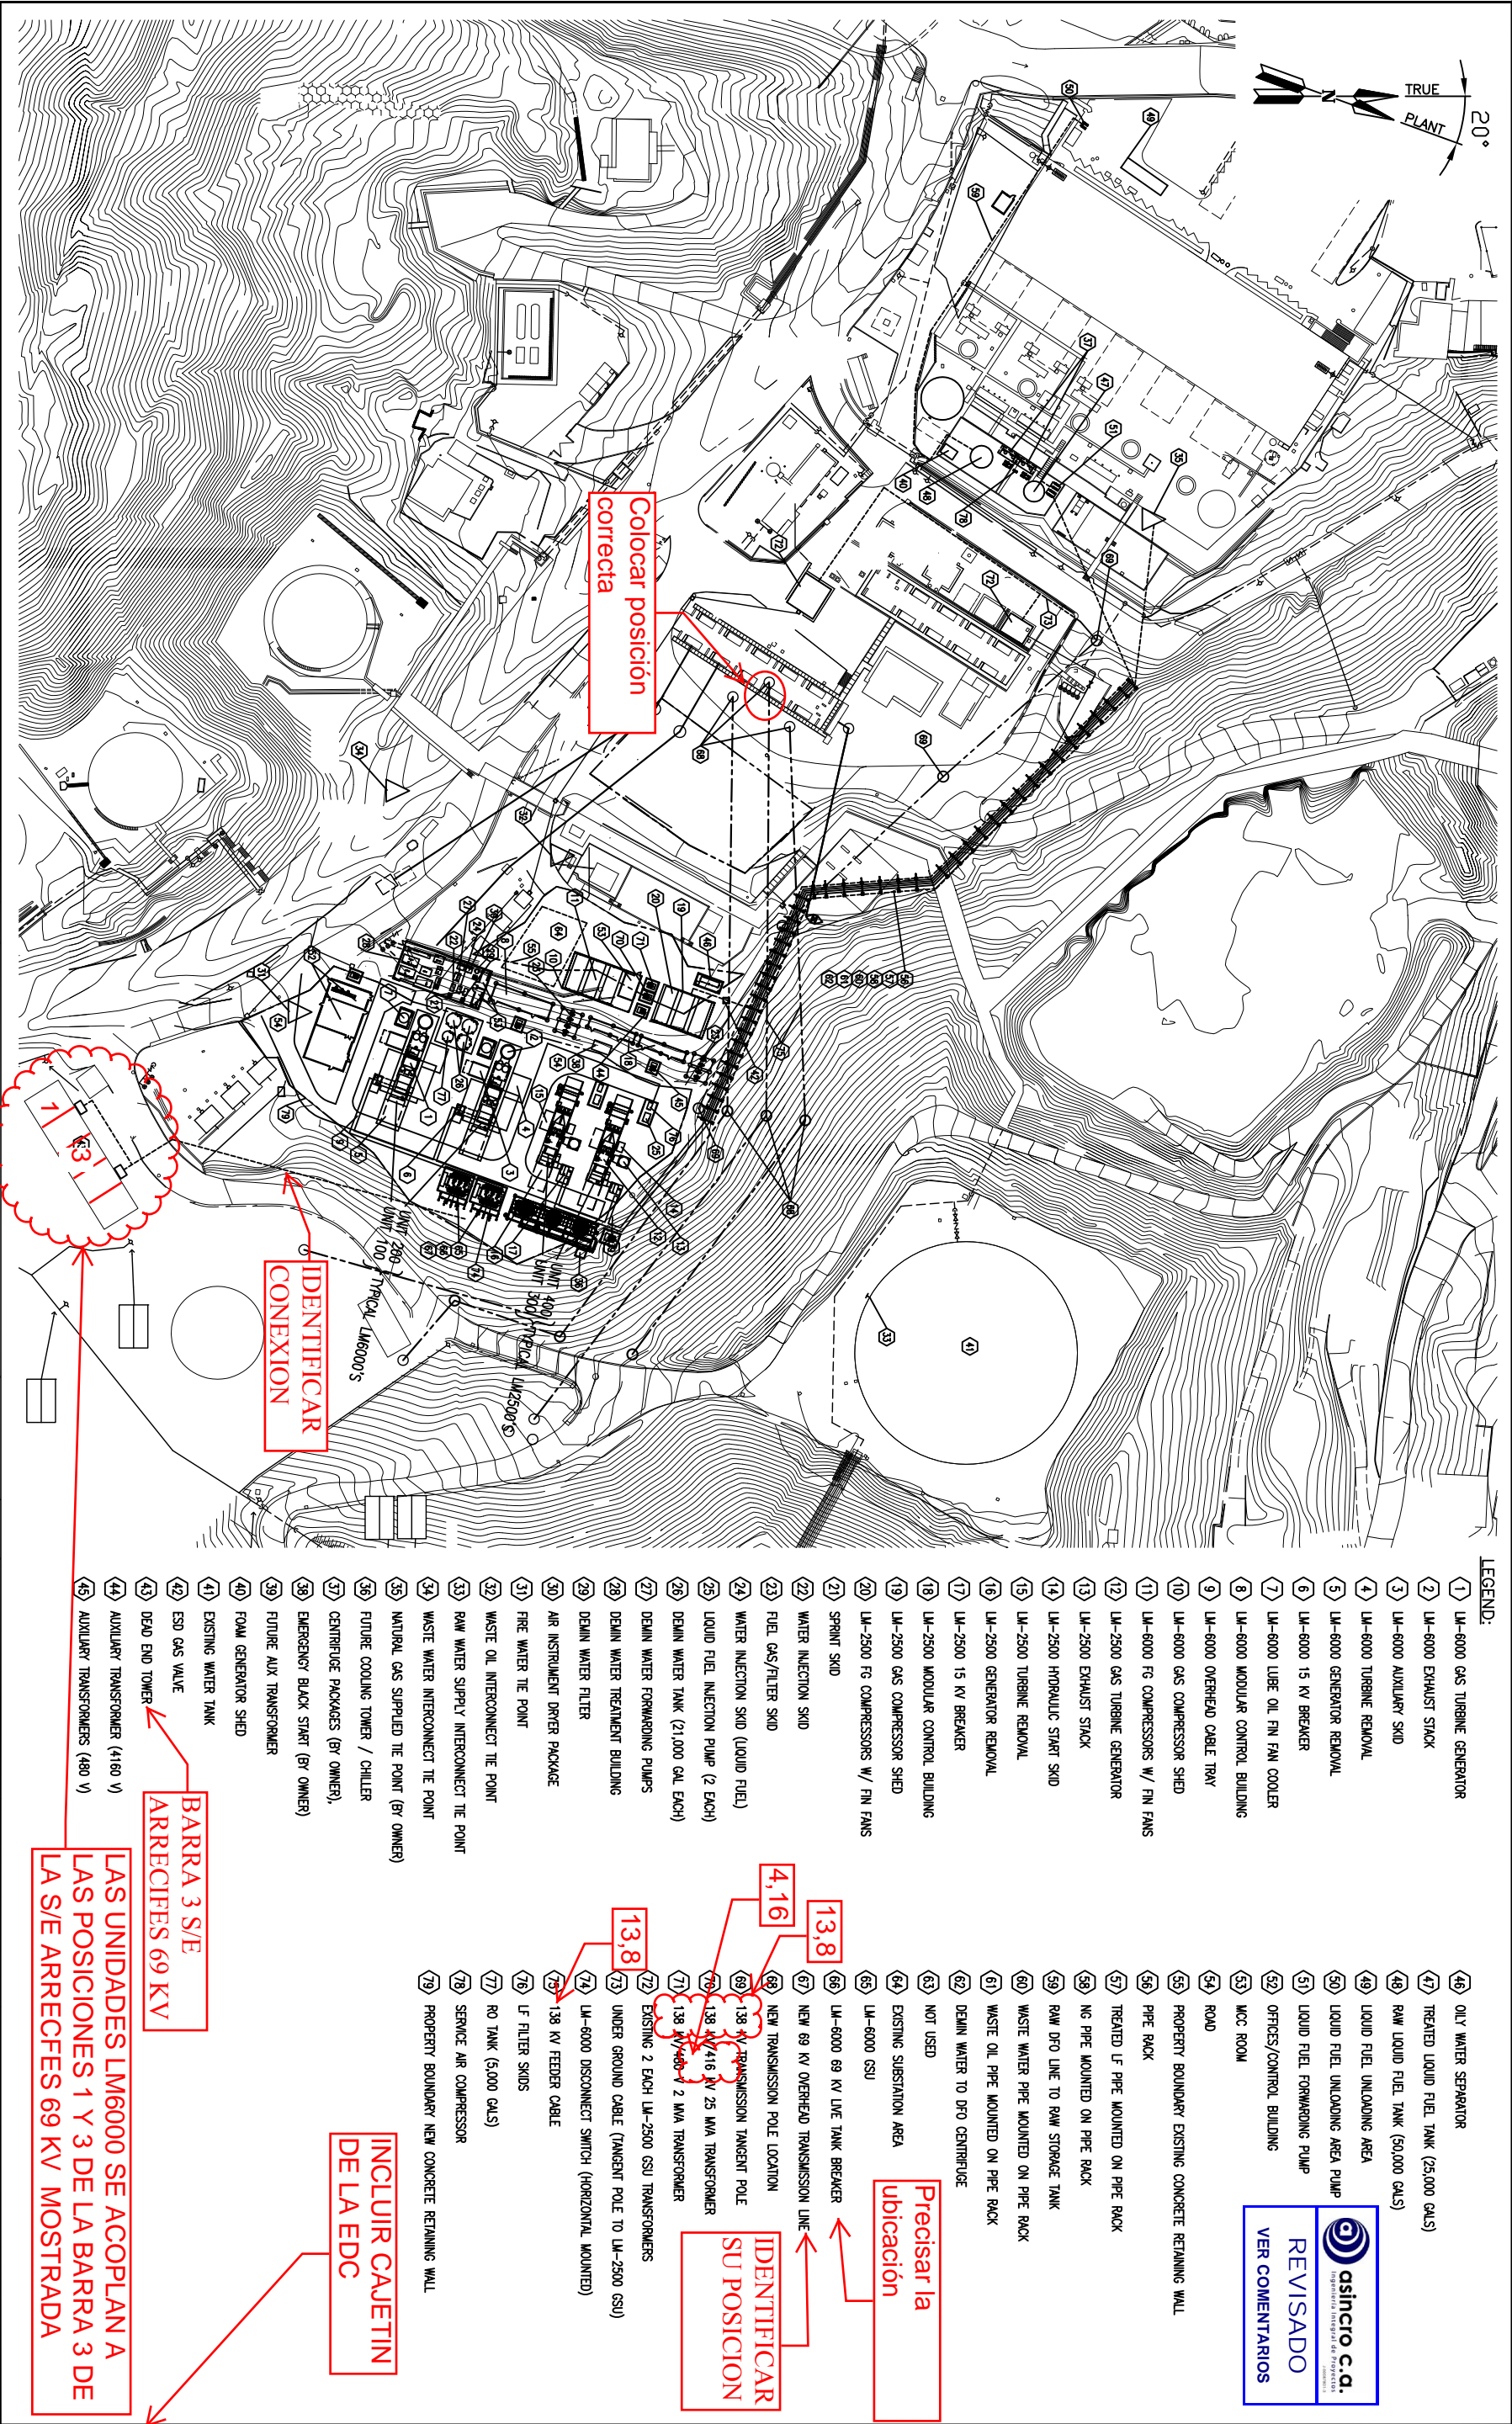 TRUE
PLANT
N
20°
Colocar posición
correcta
IDENTIFICAR
CONEXION
UNIT 200
UNIT 100
TYPICAL LM6000'S
UNIT 400
UNIT 300
TYPICAL LM2500'S
1
3
LEGEND:
1 LM-6000 GAS TURBINE GENERATOR
2 LM-6000 EXHAUST STACK
3 LM-6000 AUXILIARY SKID
4 LM-6000 TURBINE REMOVAL
5 LM-6000 GENERATOR REMOVAL
6 LM-6000 15 KV BREAKER
7 LM-6000 LUBE OIL FIN FAN COOLER
8 LM-6000 MODULAR CONTROL BUILDING
9 LM-6000 OVERHEAD CABLE TRAY
10 LM-6000 GAS COMPRESSOR SHED
11 LM-6000 FG COMPRESSORS W/ FIN FANS
12 LM-2500 GAS TURBINE GENERATOR
13 LM-2500 EXHAUST STACK
14 LM-2500 HYDRAULIC START SKID
15 LM-2500 TURBINE REMOVAL
16 LM-2500 GENERATOR REMOVAL
17 LM-2500 15 KV BREAKER
18 LM-2500 MODULAR CONTROL BUILDING
19 LM-2500 GAS COMPRESSOR SHED
20 LM-2500 FG COMPRESSORS W/ FIN FANS
21 SPRINT SKID
22 WATER INJECTION SKID
23 FUEL GAS/FILTER SKID
24 WATER INJECTION SKID (LIQUID FUEL)
25 LIQUID FUEL INJECTION PUMP (2 EACH)
26 DEMIN WATER TANK (21,000 GAL EACH)
27 DEMIN WATER FORWARDING PUMPS
28 DEMIN WATER TREATMENT BUILDING
29 DEMIN WATER FILTER
30 AIR INSTRUMENT DRYER PACKAGE
31 FIRE WATER TIE POINT
32 WASTE OIL INTERCONNECT TIE POINT
33 RAW WATER SUPPLY INTERCONNECT TIE POINT
34 WASTE WATER INTERCONNECT TIE POINT
35 NATURAL GAS SUPPLIED TIE POINT (BY OWNER)
36 FUTURE COOLING TOWER / CHILLER
37 CENTRIFUGE PACKAGES (BY OWNER),
38 EMERGENCY BLACK START (BY OWNER)
39 FUTURE AUX TRANSFORMER
40 FOAM GENERATOR SHED
41 EXISTING WATER TANK
42 ESD GAS VALVE
43 DEAD END TOWER
44 AUXILIARY TRANSFORMER (4160 V)
45 AUXILIARY TRANSFORMERS (480 V)
BARRA 3 S/E
ARRECIFES 69 KV
LAS UNIDADES LM6000 SE ACOPLAN A
LAS POSICIONES 1 Y 3 DE LA BARRA 3 DE
LA S/E ARRECFES 69 KV MOSTRADA
46 OILY WATER SEPARATOR
47 TREATED LIQUID FUEL TANK (25,000 GALS)
48 RAW LIQUID FUEL TANK (50,000 GALS)
49 LIQUID FUEL UNLOADING AREA
50 LIQUID FUEL UNLOADING AREA PUMP
51 LIQUID FUEL FORWARDING PUMP
52 OFFICES/CONTROL BUILDING
53 MCC ROOM
54 ROAD
55 PROPERTY BOUNDARY EXISTING CONCRETE RETAINING WALL
56 PIPE RACK
57 TREATED LF PIPE MOUNTED ON PIPE RACK
58 NG PIPE MOUNTED ON PIPE RACK
59 RAW DFO LINE TO RAW STORAGE TANK
60 WASTE WATER PIPE MOUNTED ON PIPE RACK
61 WASTE OIL PIPE MOUNTED ON PIPE RACK
62 DEMIN WATER TO DFO CENTRIFUGE
63 NOT USED
64 EXISTING SUBSTATION AREA
65 LM-6000 GSU
66 LM-6000 69 KV LIVE TANK BREAKER
67 NEW 69 KV OVERHEAD TRANSMISSION LINE
68 NEW TRANSMISSION POLE LOCATION
69 138 KV TRANSMISSION TANGENT POLE
70 138 KV/416 KV 25 MVA TRANSFORMER
71 138 KV/480 V 2 MVA TRANSFORMER
72 EXISTING 2 EACH LM-2500 GSU TRANSFORMERS
73 UNDER GROUND CABLE (TANGENT POLE TO LM-2500 GSU)
74 LM-6000 DISCONNECT SWITCH (HORIZONTAL MOUNTED)
75 138 KV FEEDER CABLE
76 LF FILTER SKIDS
77 RO TANK (5,000 GALS)
78 SERVICE AIR COMPRESSOR
79 PROPERTY BOUNDARY NEW CONCRETE RETAINING WALL
4,16
13,8
13,8
Precisar la
ubicación
IDENTIFICAR
SU POSICION
INCLUIR CAJETIN
DE LA EDC
asincro c.a.
Ingeniería Integral de Proyectos
REVISADO
VER COMENTARIOS